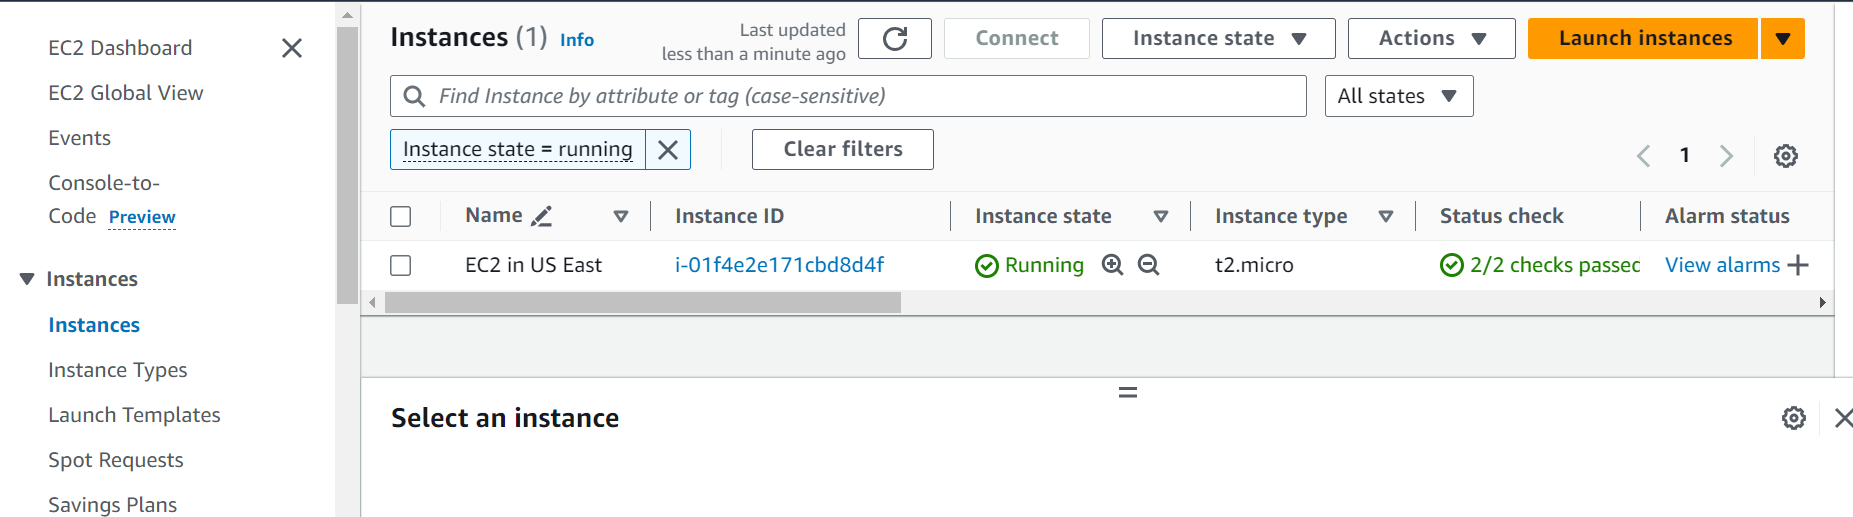 EC2 Dashboard
EC2 Global View
Events
Console-to-
Code Preview
Instances
Instances
Instance Types
Launch Templates
Spot Requests
Savings Plans
Instances (1) Info
Last updated
less than a minute ago
Connect
Instance state
Actions
Launch instances
Find Instance by attribute or tag (case-sensitive)
All states
Instance state = running
Clear filters
1
Name Instance ID Instance state Instance type Status check Alarm status
EC2 in US East i-01f4e2e171cbd8d4f Running t2.micro 2/2 checks passed View alarms
Select an instance